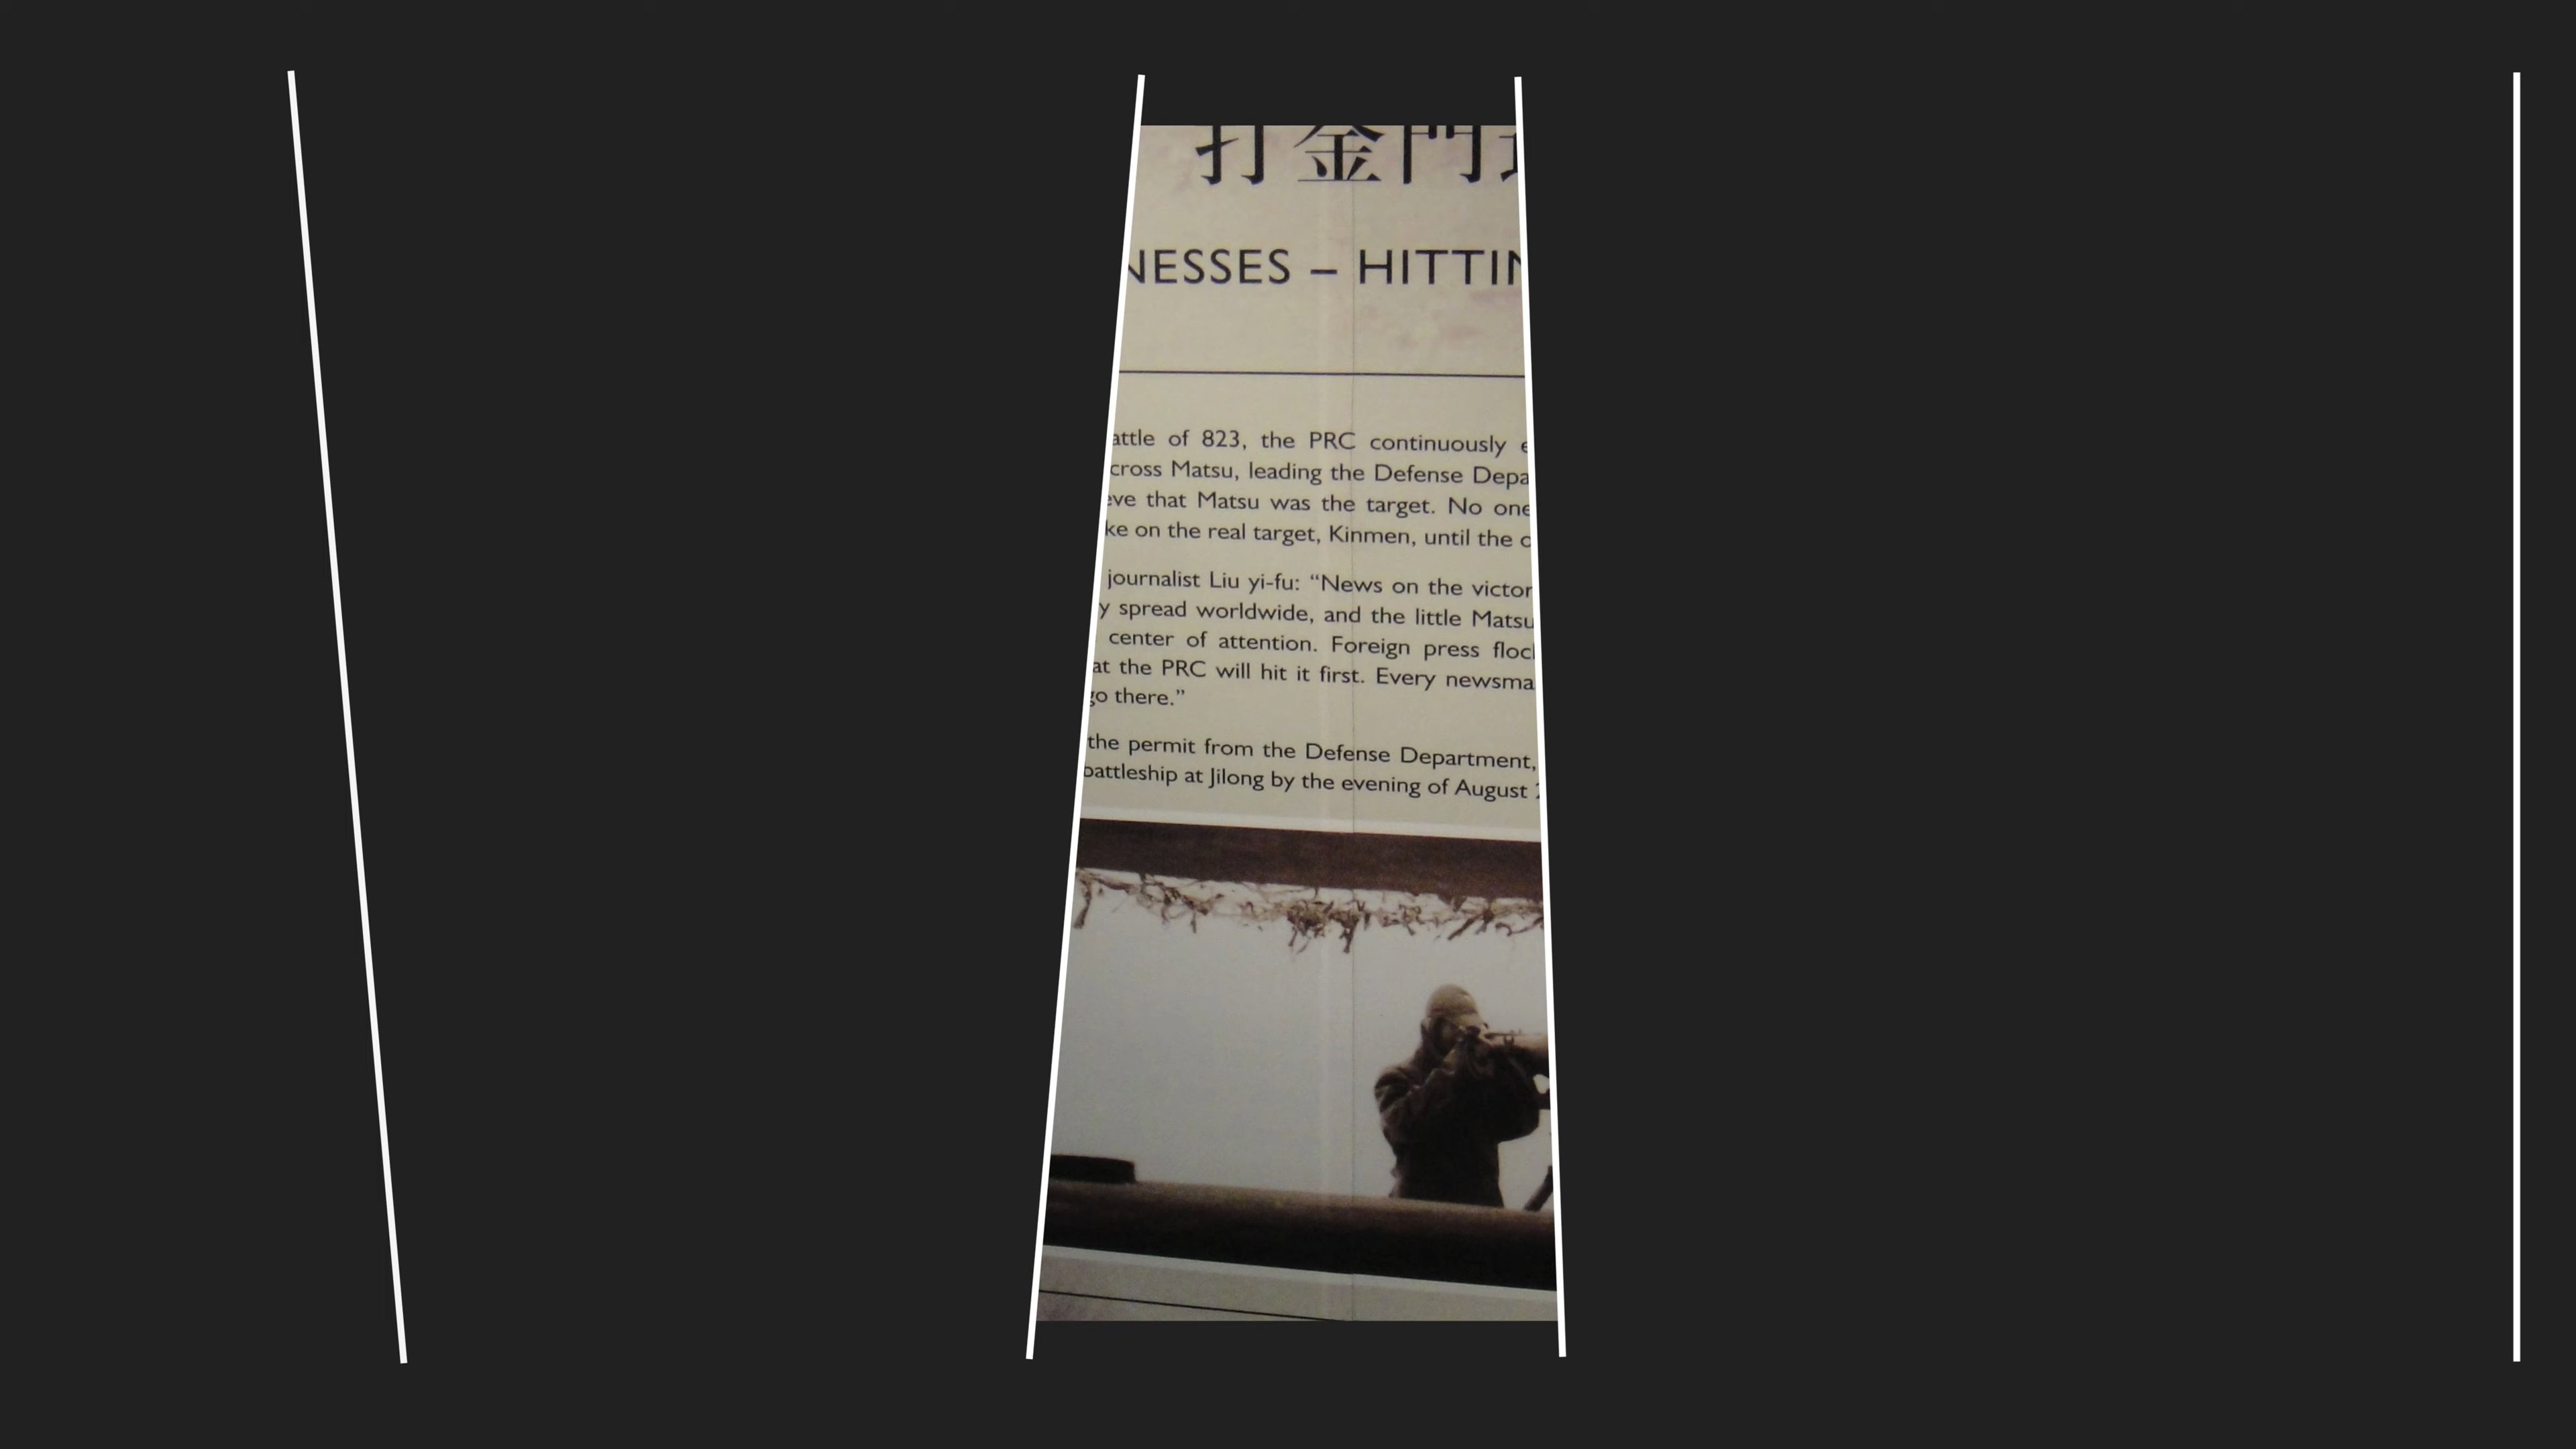 打金門
NESSES – HITTIN
attle of 823, the PRC continuously
cross Matsu, leading the Defense Depa
eve that Matsu was the target. No one
ke on the real target, Kinmen, until the
journalist Liu yi-fu: “News on the victor
y spread worldwide, and the little Matsu
center of attention. Foreign press floc
at the PRC will hit it first. Every newsma
go there.”
the permit from the Defense Department,
battleship at Jilong by the evening of August